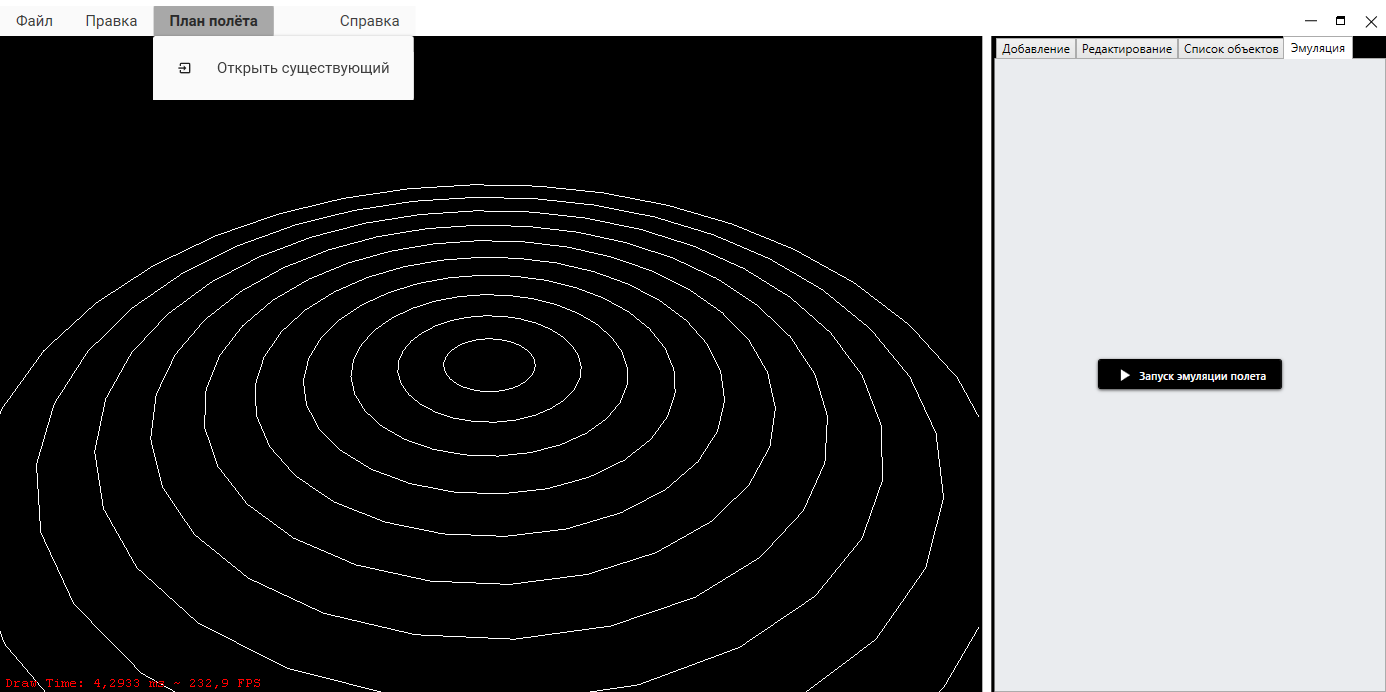 Файл Правка План полёта Справка
Открыть существующий
Добавление Редактирование Список объектов Эмуляция
Запуск эмуляции полета
Draw Time: 4,2933 ms ~ 232,9 FPS